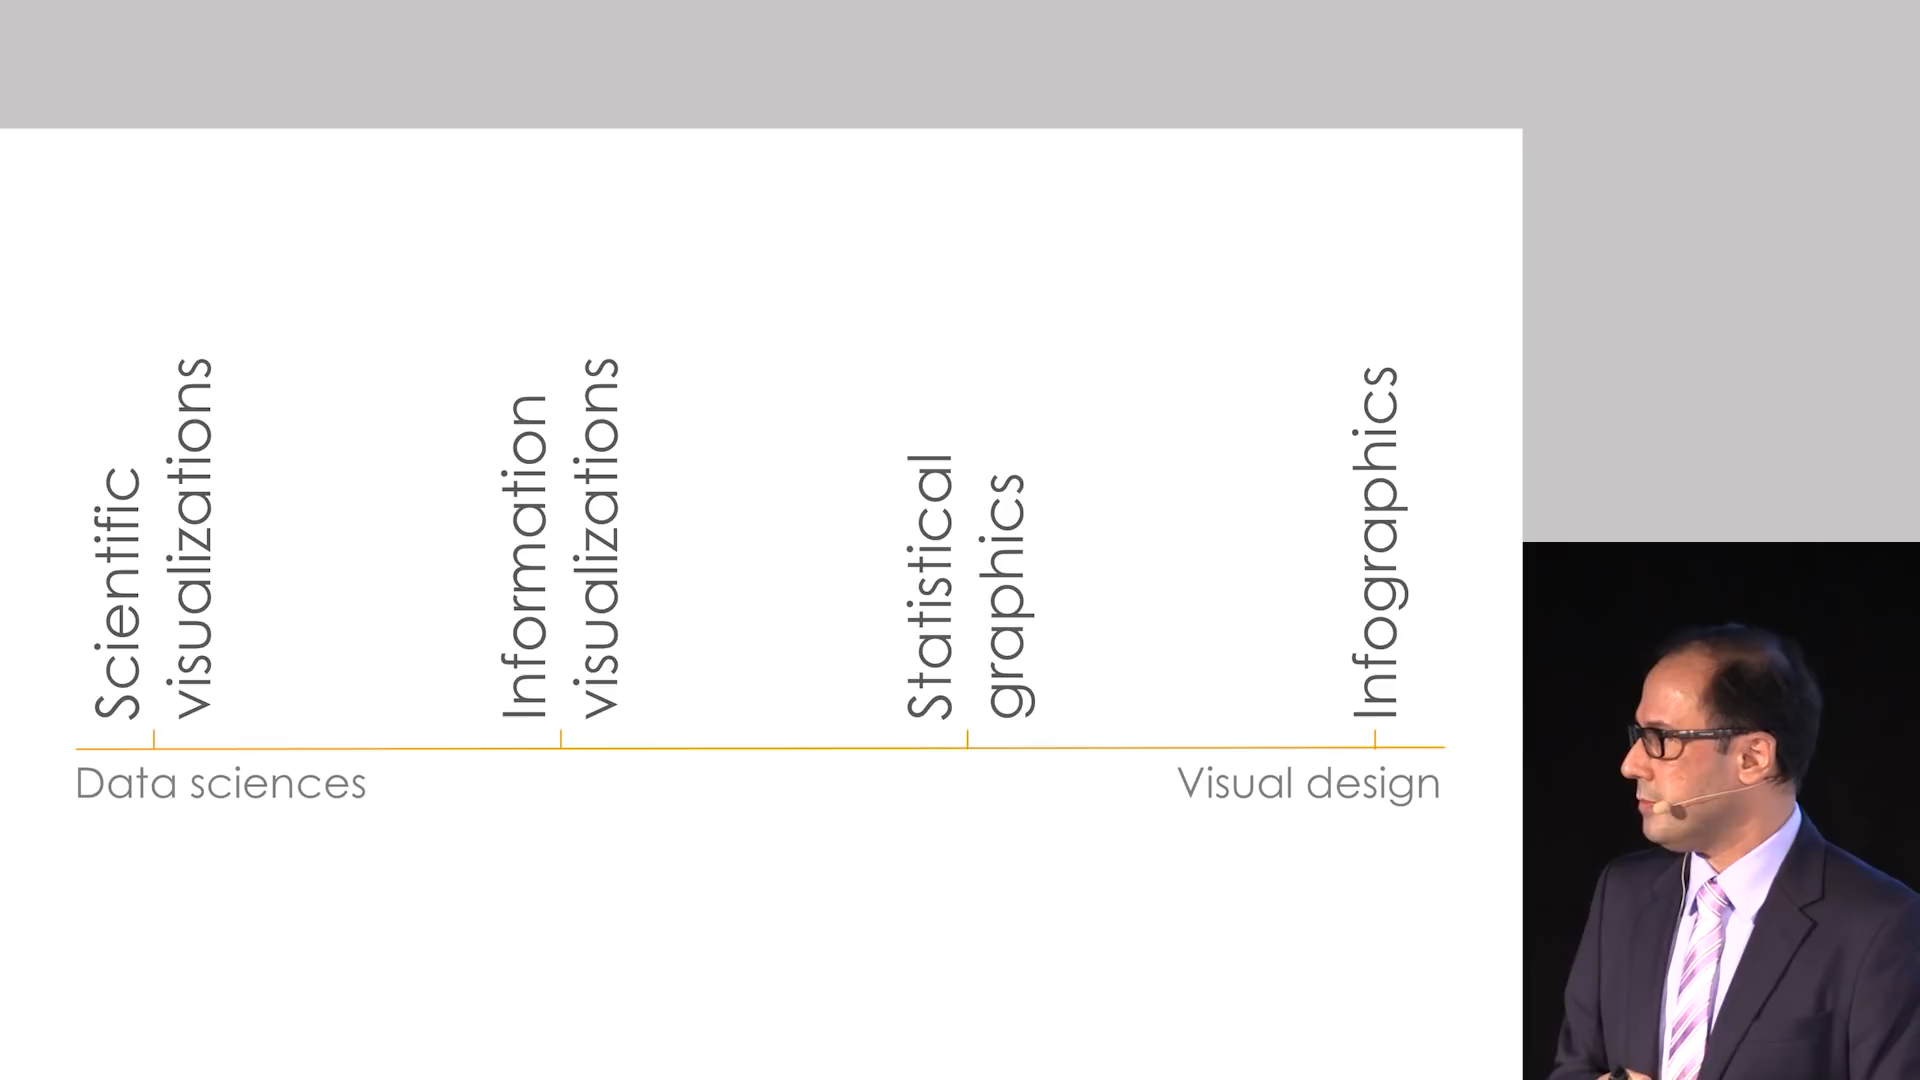 Scientific
visualizations
Information
visualizations
Statistical
graphics
Infographics
Data sciences
Visual design